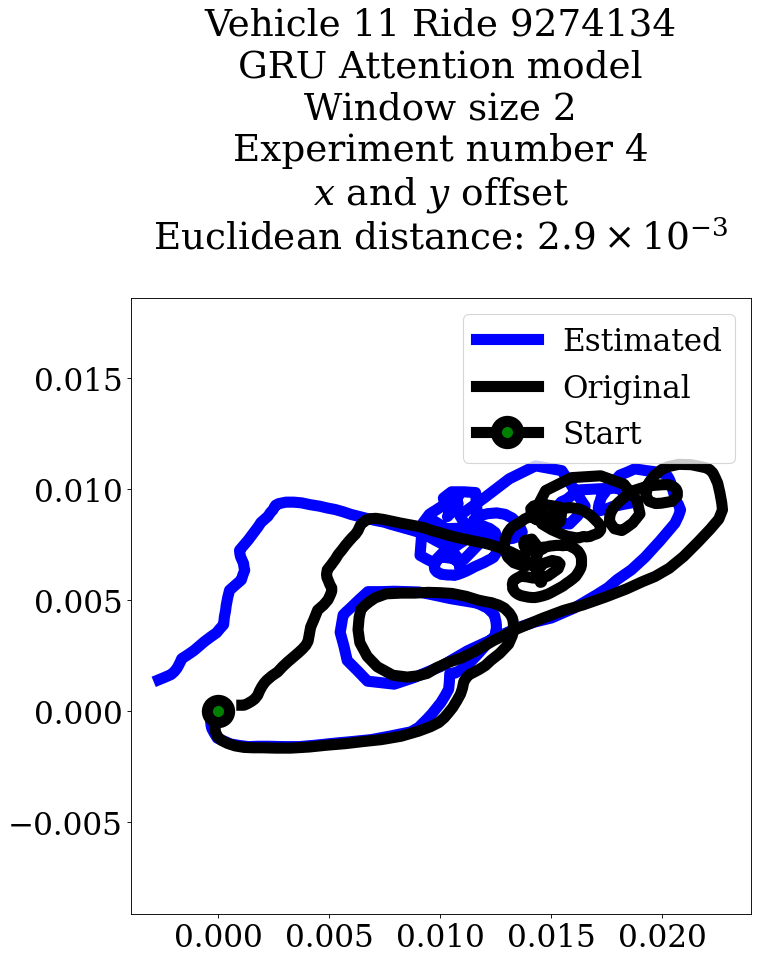 Vehicle 11 Ride 9274134
GRU Attention model
Window size 2
Experiment number 4
x and y offset
Euclidean distance: 2.9 × 10⁻³
Estimated
Original
Start
0.015
0.010
0.005
0.000
−0.005
0.000 0.005 0.010 0.015 0.020